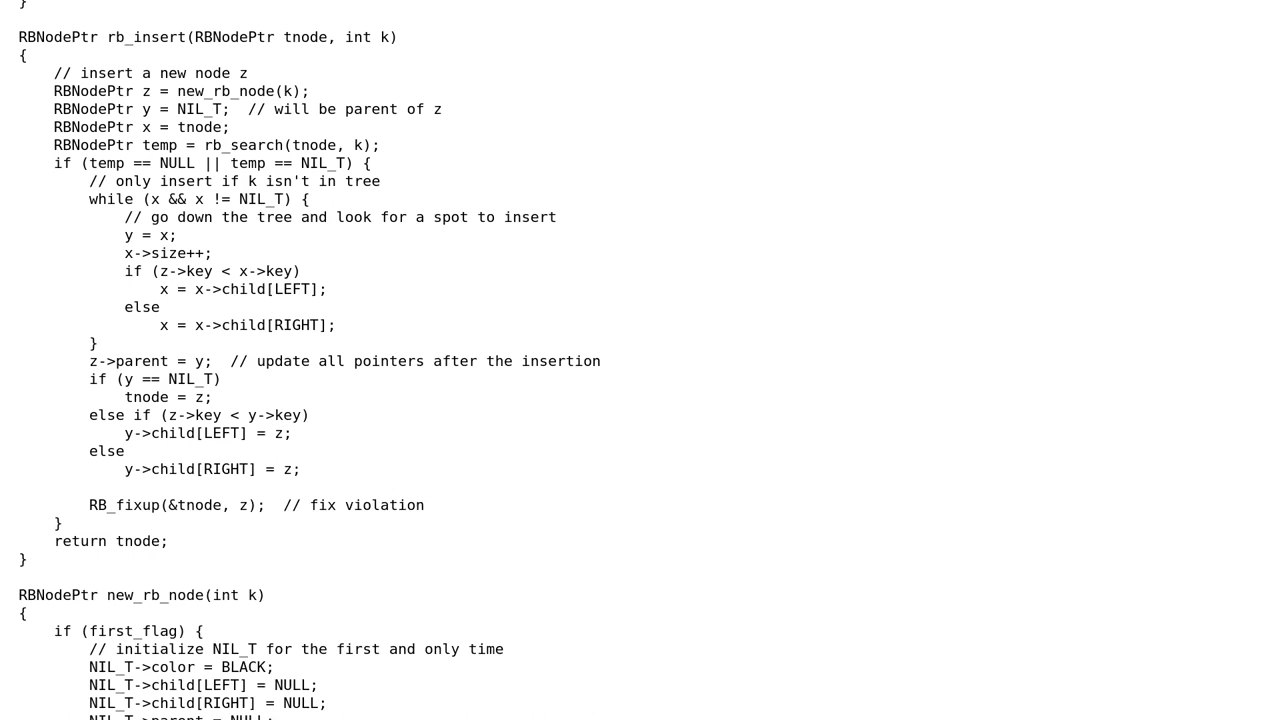 }

RBNodePtr rb_insert(RBNodePtr tnode, int k)
{
    // insert a new node z
    RBNodePtr z = new_rb_node(k);
    RBNodePtr y = NIL_T;  // will be parent of z
    RBNodePtr x = tnode;
    RBNodePtr temp = rb_search(tnode, k);
    if (temp == NULL || temp == NIL_T) {
        // only insert if k isn't in tree
        while (x && x != NIL_T) {
            // go down the tree and look for a spot to insert
            y = x;
            x->size++;
            if (z->key < x->key)
                x = x->child[LEFT];
            else
                x = x->child[RIGHT];
        }
        z->parent = y;  // update all pointers after the insertion
        if (y == NIL_T)
            tnode = z;
        else if (z->key < y->key)
            y->child[LEFT] = z;
        else
            y->child[RIGHT] = z;

        RB_fixup(&tnode, z);  // fix violation
    }
    return tnode;
}

RBNodePtr new_rb_node(int k)
{
    if (first_flag) {
        // initialize NIL_T for the first and only time
        NIL_T->color = BLACK;
        NIL_T->child[LEFT] = NULL;
        NIL_T->child[RIGHT] = NULL;
        NIL_T->parent = NULL;